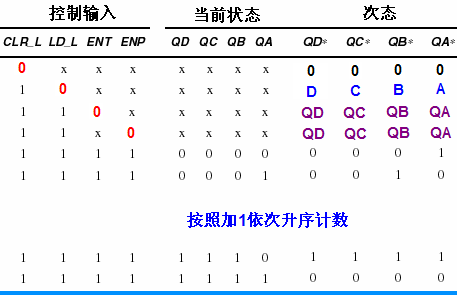 控制输入 当前状态 次态
CLR_L LD_L ENT ENP QD QC QB QA QD* QC* QB* QA*
0 x x x x x x x 0 0 0 0
1 0 x x x x x x D C B A
1 1 0 x x x x x QD QC QB QA
1 1 x 0 x x x x QD QC QB QA
1 1 1 1 0 0 0 0 0 0 0 1
1 1 1 1 0 0 0 1 0 0 1 0
按照加1依次升序计数
1 1 1 1 1 1 1 0 1 1 1 1
1 1 1 1 1 1 1 1 0 0 0 0